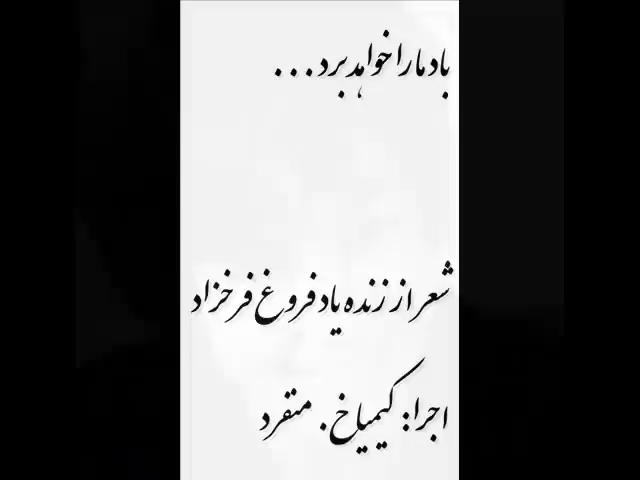 باد ما را خواهد برد...
شعر از زنده یاد فروغ فرخزاد
اجرا: کیمیا خ. منفرد